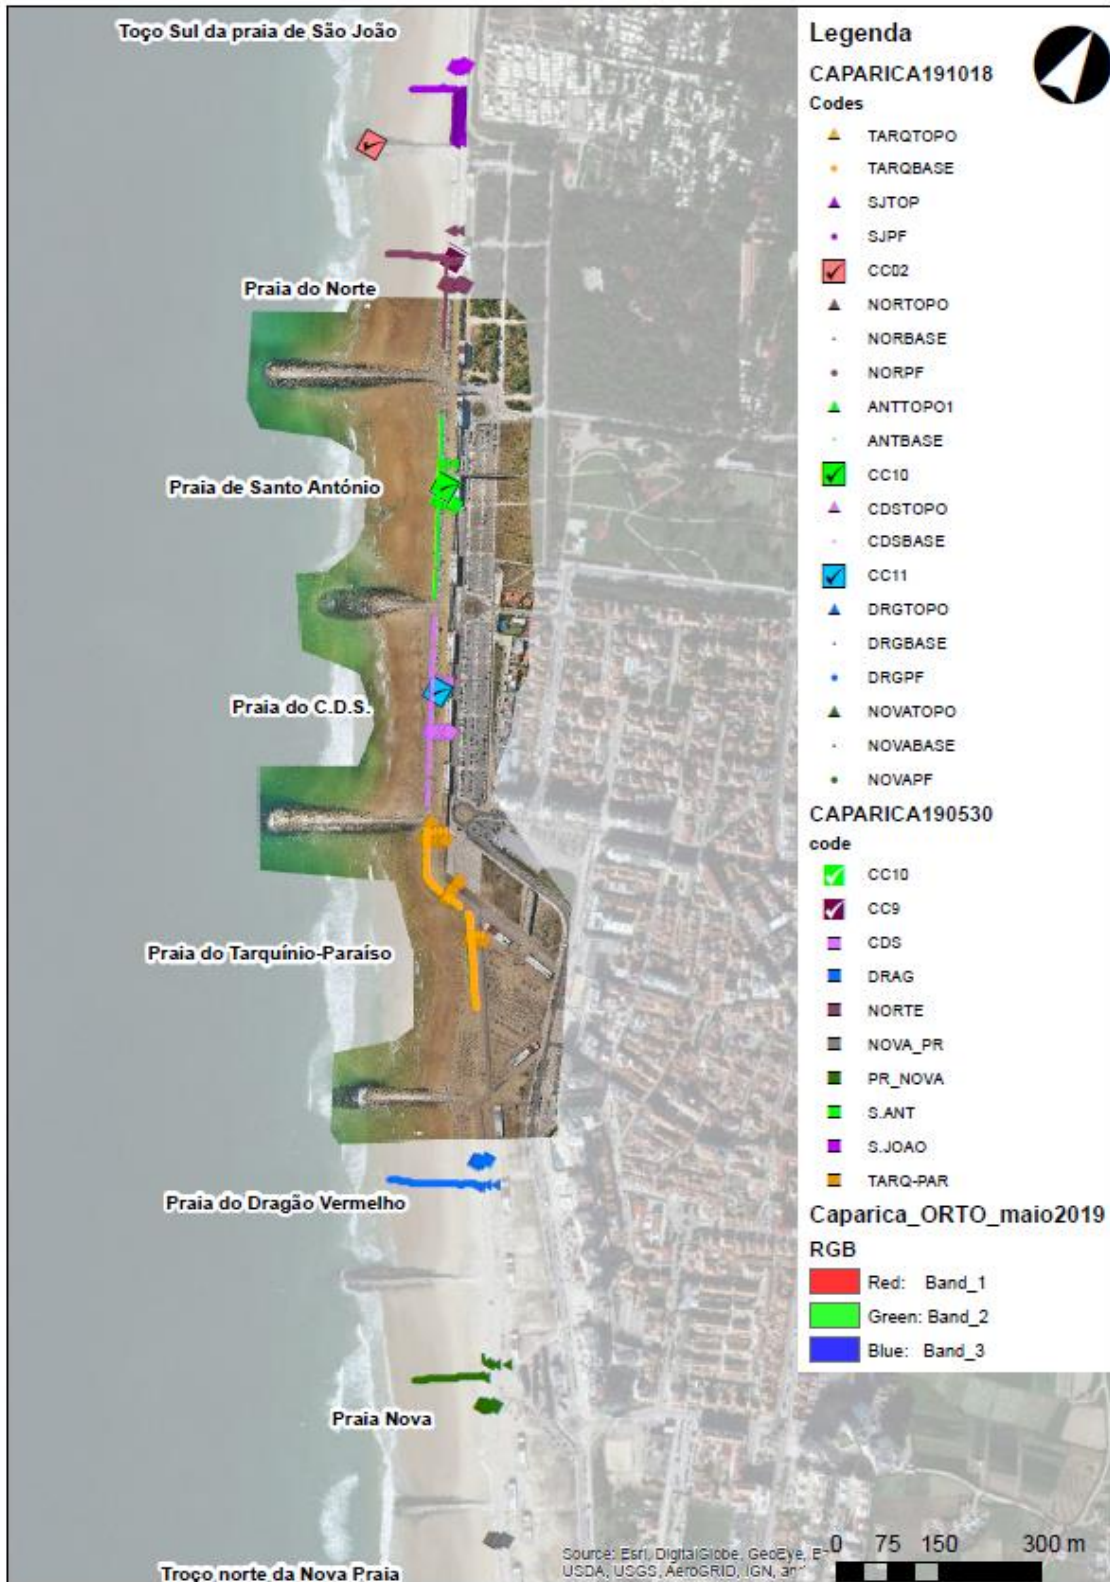 Toço Sul da praia de São João
Praia do Norte
Praia de Santo António
Praia do C.D.S.
Praia do Tarquínio-Paraíso
Praia do Dragão Vermelho
Praia Nova
Troço norte da Nova Praia
Legenda
CAPARICA191018
Codes
TARQTOPO
TARQBASE
SJTOP
SJPF
CC02
NORTOPO
NORBASE
NORPF
ANTTOPO1
ANTBASE
CC10
CDSTOPO
CDSBASE
CC11
DRGTOPO
DRGBASE
DRGPF
NOVATOPO
NOVABASE
NOVAPF
CAPARICA190530
code
CC10
CC9
CDS
DRAG
NORTE
NOVA_PR
PR_NOVA
S.ANT
S.JOAO
TARQ-PAR
Caparica_ORTO_maio2019
RGB
Red: Band_1
Green: Band_2
Blue: Band_3
0 75 150 300 m
Source: Esri, DigitalGlobe, GeoEye,
USDA, USGS, AeroGRID, IGN,